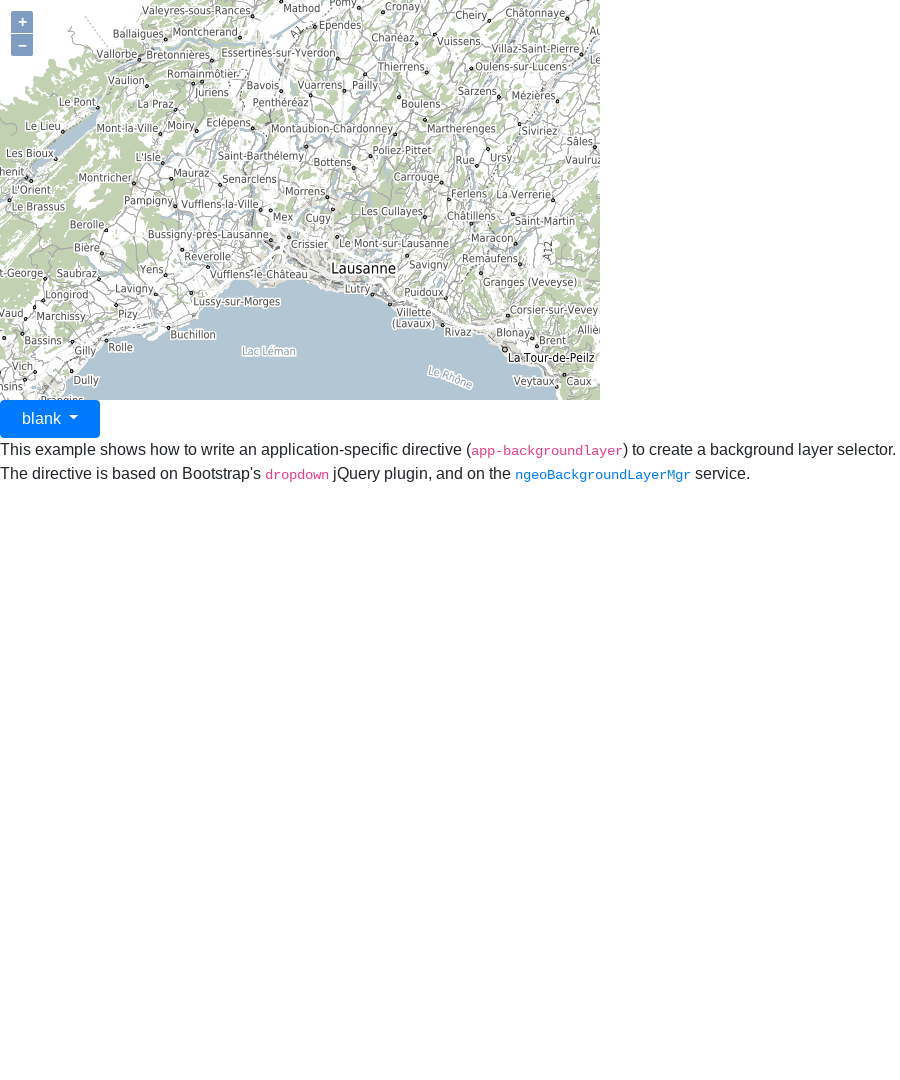 +
–
Valeyres-sous-Rances
Mathod
Pomy
Cronay
Cheiry
Châtonnaye
Ballaigues
Montcherand
A1
Ependes
Chanéaz
Vuissens
Villaz-Saint-Pierre
Vallorbe
Bretonnières
Essertines-sur-Yverdon
Thierrens
Oulens-sur-Lucens
Vaulion
Romainmôtier
Juriens
Bavois
Vuarrens
Pailly
Sarzens
Mézières
Le Pont
La Praz
Penthéréaz
Boulens
Le Lieu
Mont-la-Ville
Moiry
Eclépens
Montaubion-Chardonney
Martherenges
Siviriez
Sâles
Les Bioux
L'Isle
Saint-Barthélemy
Bottens
Poliez-Pittet
Rue
Ursy
Vaulruz
Montricher
Mauraz
Senarclens
Carrouge
L'Orient
Morrens
Ferlens
La Verrerie
Le Brassus
Pampigny
Vufflens-la-Ville
Mex
Cugy
Les Cullayes
Châtillens
Saint-Martin
Berolle
Bussigny-près-Lausanne
Crissier
Le Mont-sur-Lausanne
Maracon
A12
Bière
Reverolle
Lausanne
Savigny
Remaufens
t-George
Saubraz
Yens
Vufflens-le-Château
Granges (Veveyse)
Longirod
Lavigny
Lutry
Puidoux
Vaud
Marchissy
Pizy
Lussy-sur-Morges
Villette
(Lavaux)
Corsier-sur-Vevey
Bassins
Gilly
Rolle
Buchillon
Rivaz
Blonay
Brent
Vich
Lac Léman
La Tour-de-Peilz
Dully
Le Rhône
Veytaux
Caux
Prangins
blank
This example shows how to write an application-specific directive (app-backgroundlayer) to create a background layer selector.
The directive is based on Bootstrap's dropdown jQuery plugin, and on the ngeoBackgroundLayerMgr service.